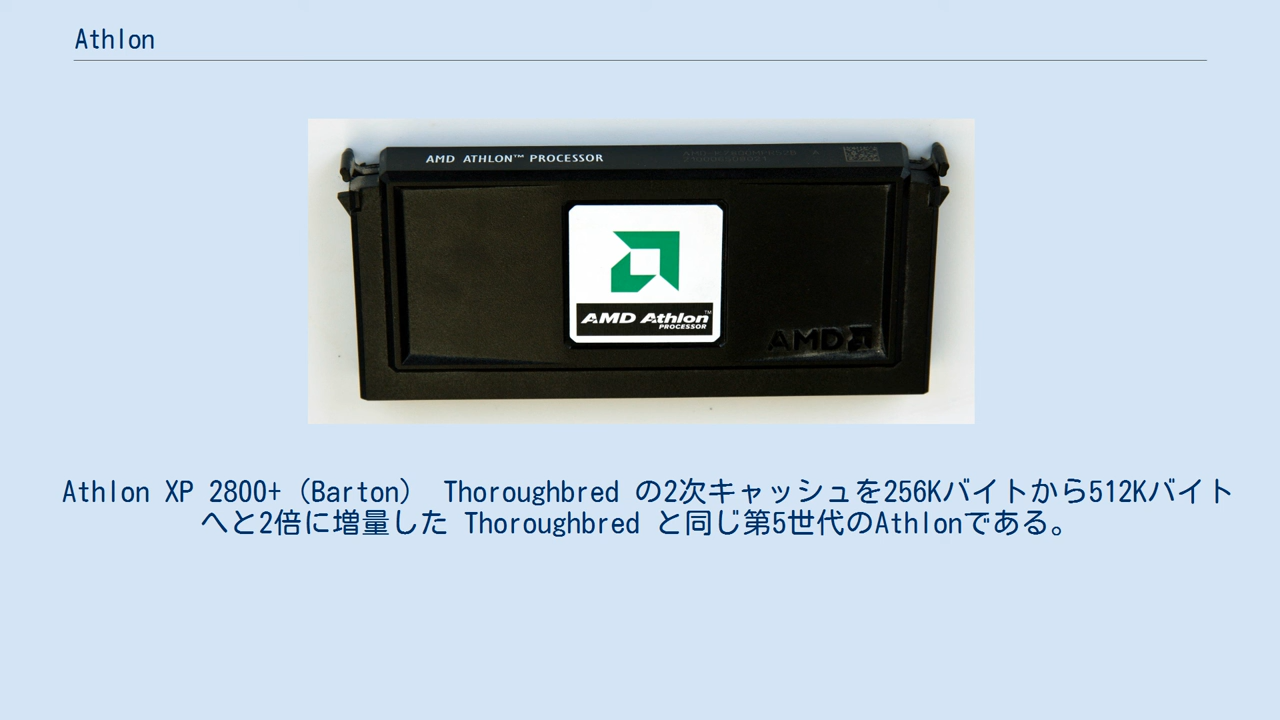 Athlon
AMD ATHLON™ PROCESSOR
AMD Athlon™
PROCESSOR
AMD
Athlon XP 2800+（Barton） Thoroughbred の2次キャッシュを256Kバイトから512Kバイト
へと2倍に増量した Thoroughbred と同じ第5世代のAthlonである。